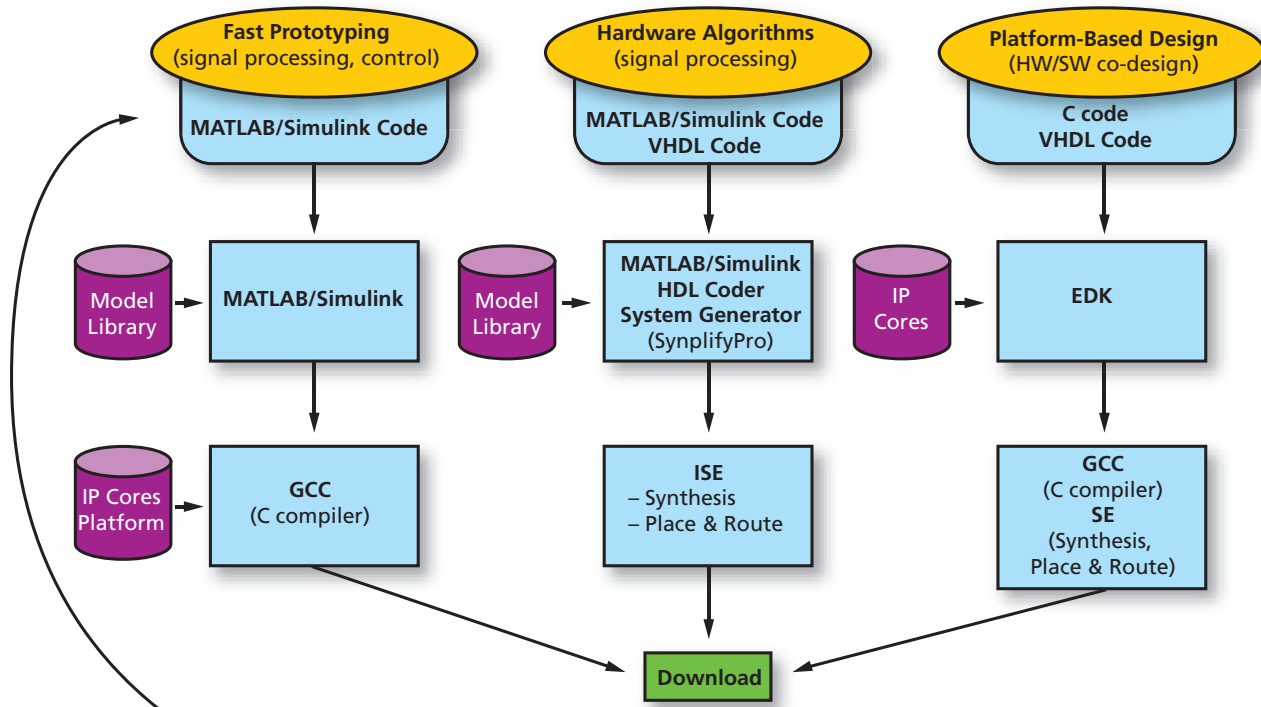 Fast Prototyping
(signal processing, control)
MATLAB/Simulink Code
Hardware Algorithms
(signal processing)
MATLAB/Simulink Code
VHDL Code
Platform-Based Design
(HW/SW co-design)
C code
VHDL Code
Model
Library
MATLAB/Simulink
Model
Library
MATLAB/Simulink
HDL Coder
System Generator
(SynplifyPro)
IP
Cores
EDK
IP Cores
Platform
GCC
(C compiler)
ISE
– Synthesis
– Place & Route
GCC
(C compiler)
SE
(Synthesis,
Place & Route)
Download